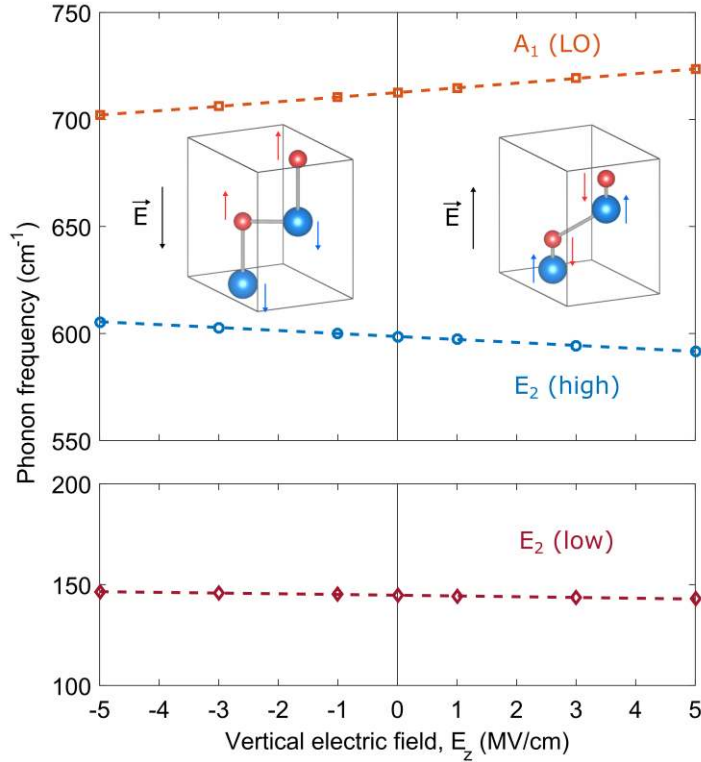 750
A₁ (LO)
700
E⃗
E⃗
650
Phonon frequency (cm⁻¹)
600
E₂ (high)
550
200
E₂ (low)
150
100
-5 -4 -3 -2 -1 0 1 2 3 4 5
Vertical electric field, E_z (MV/cm)